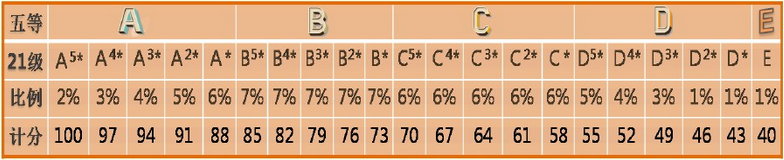 五等 A B C D E
21级 A5* A4* A3* A2* A* B5* B4* B3* B2* B* C5* C4* C3* C2* C* D5* D4* D3* D2* D* E
比例 2% 3% 4% 5% 6% 7% 7% 7% 7% 7% 6% 6% 6% 6% 6% 5% 4% 3% 1% 1% 1%
计分 100 97 94 91 88 85 82 79 76 73 70 67 64 61 58 55 52 49 46 43 40